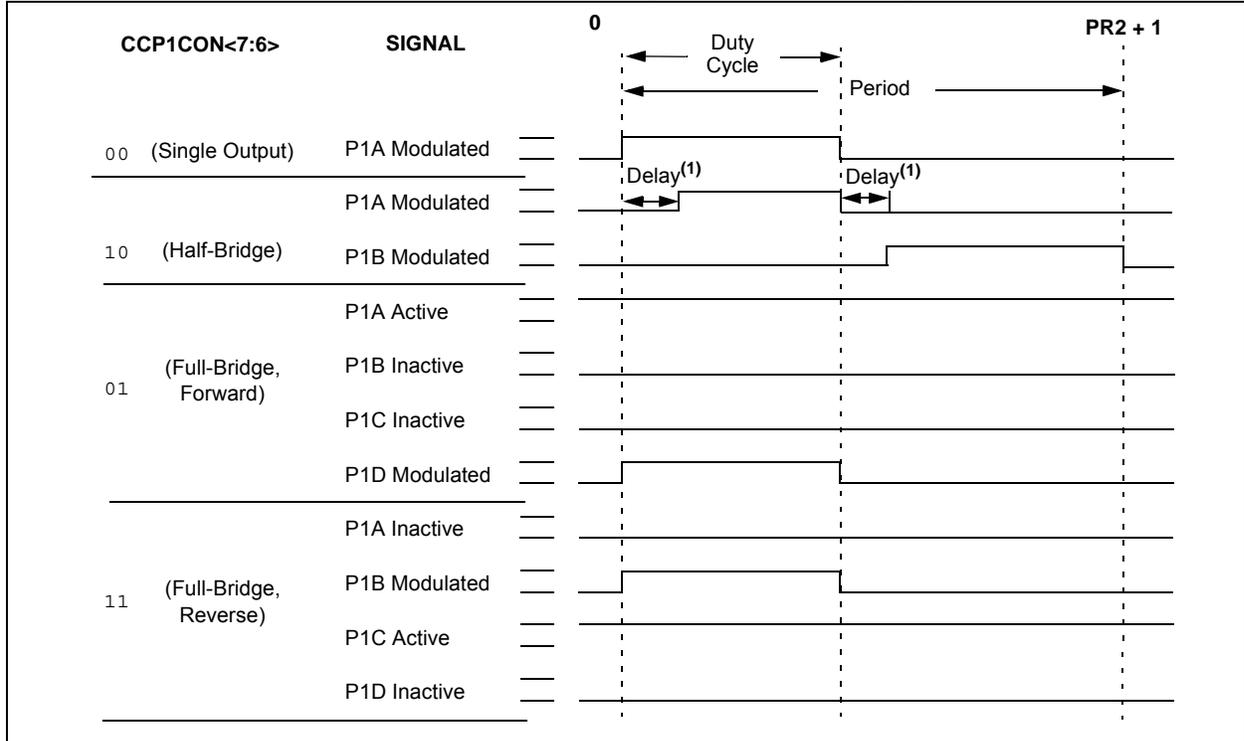 0
PR2 + 1
CCP1CON<7:6>
SIGNAL
Duty
Cycle
Period
00 (Single Output) P1A Modulated
Delay(1)
Delay(1)
P1A Modulated
10 (Half-Bridge) P1B Modulated
P1A Active
(Full-Bridge, P1B Inactive
01 Forward)
P1C Inactive
P1D Modulated
P1A Inactive
(Full-Bridge, P1B Modulated
11 Reverse)
P1C Active
P1D Inactive